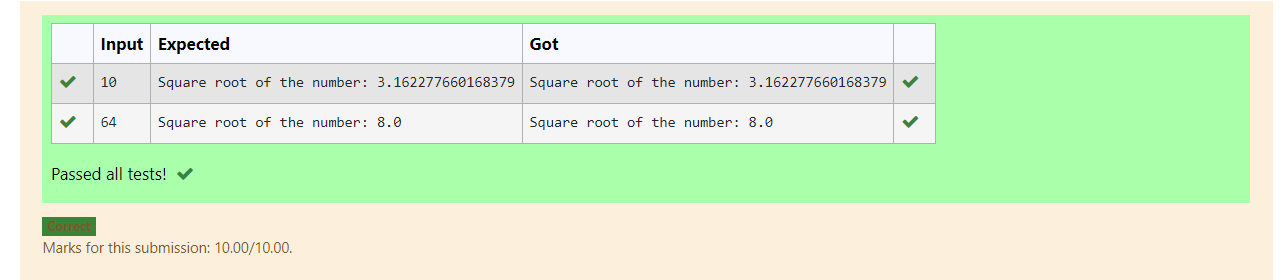 Input Expected Got
10 Square root of the number: 3.162277660168379 Square root of the number: 3.162277660168379
64 Square root of the number: 8.0 Square root of the number: 8.0
Passed all tests!
Correct
Marks for this submission: 10.00/10.00.